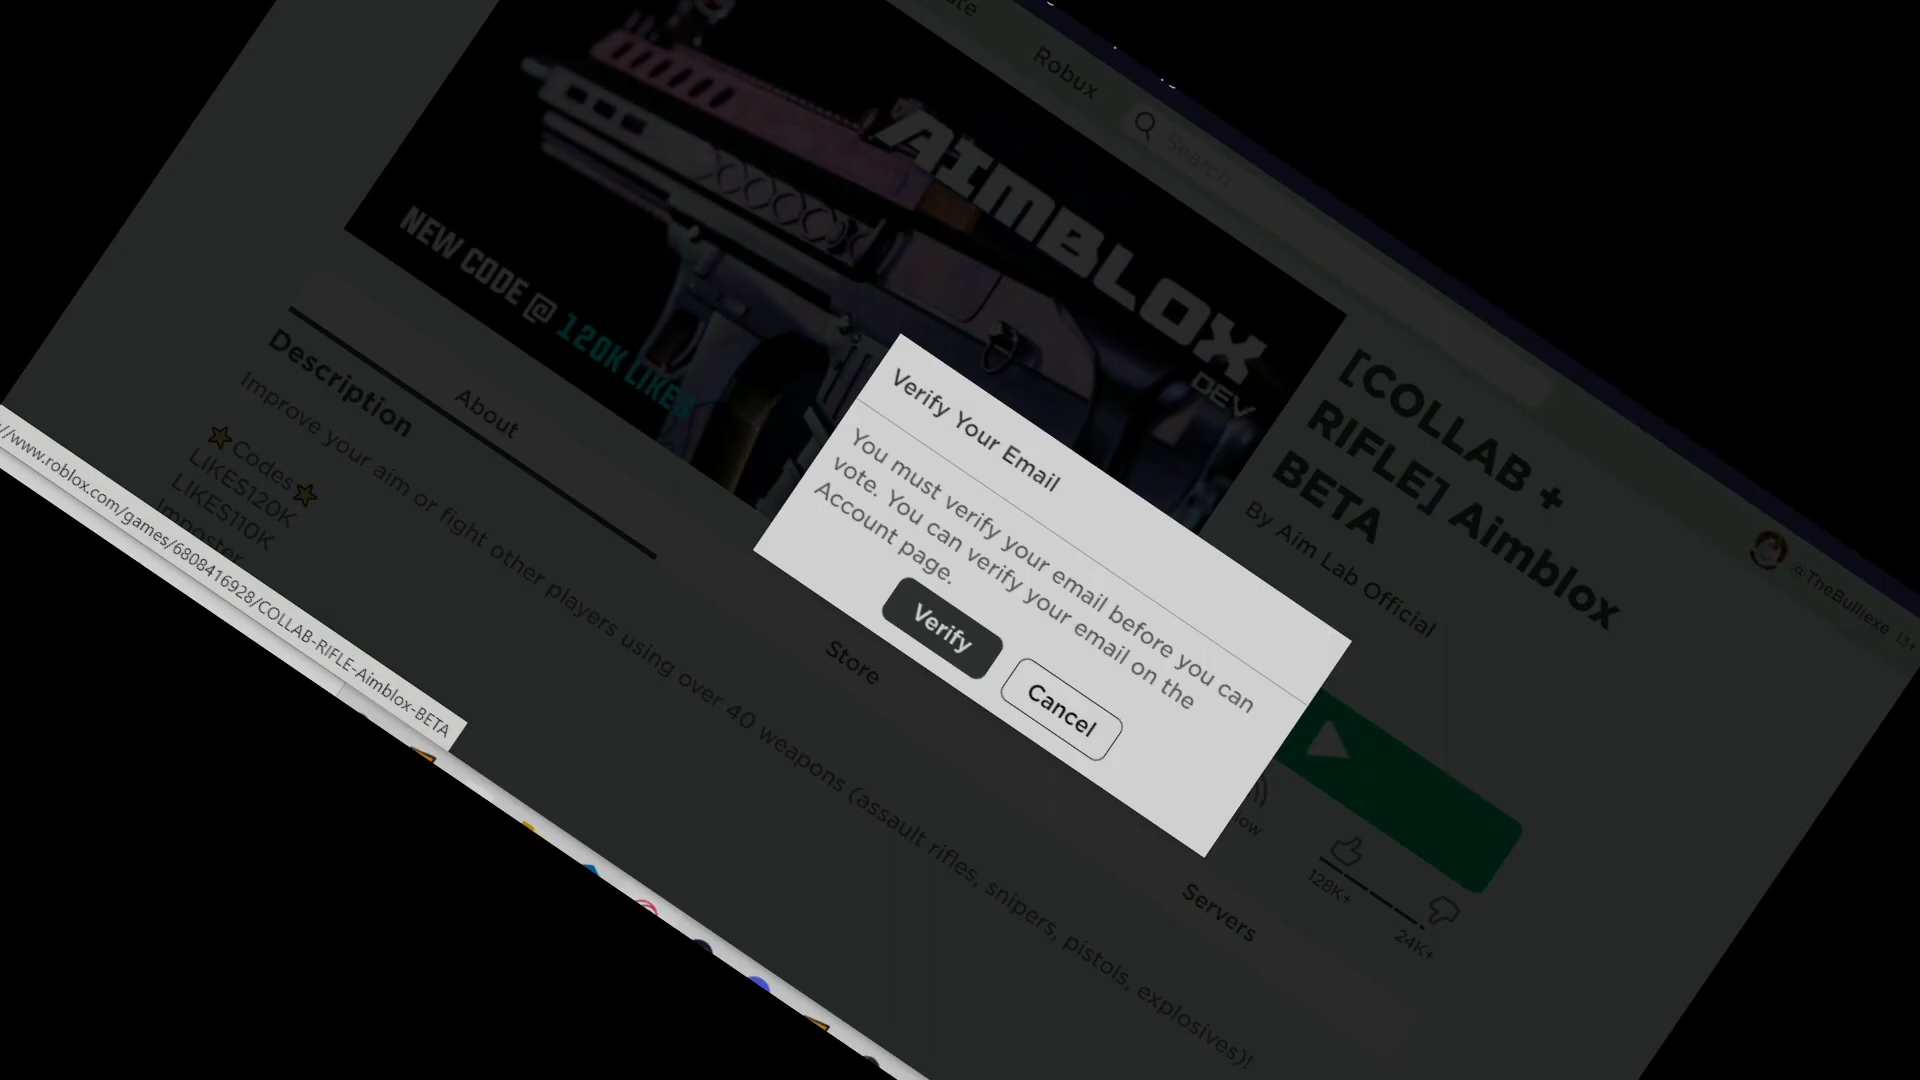 Robux
Search
@TheBullexe 13+
AIMBLOX
DEV
NEW CODE @ 120K LIKES
[COLLAB +
RIFLE] Aimblox
BETA
By Aim Lab Official
128K+
24K+
Verify Your Email
You must verify your email before you can
vote. You can verify your email on the
Account page.
Verify
Cancel
About
Store
Servers
Description
Improve your aim or fight other players using over 40 weapons (assault rifles, snipers, pistols, explosives)!
⭐Codes⭐
LIKES120K
LIKES110K
Imposter
//www.roblox.com/games/6808416928/COLLAB-RIFLE-Aimblox-BETA